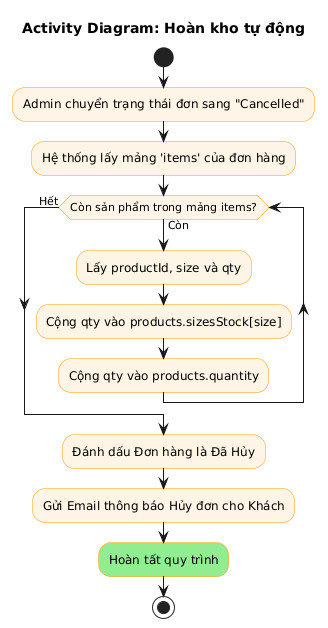 Activity Diagram: Hoàn kho tự động
Admin chuyển trạng thái đơn sang "Cancelled"
Hệ thống lấy mảng 'items' của đơn hàng
Còn sản phẩm trong mảng items?
Hết
Còn
Lấy productId, size và qty
Cộng qty vào products.sizesStock[size]
Cộng qty vào products.quantity
Đánh dấu Đơn hàng là Đã Hủy
Gửi Email thông báo Hủy đơn cho Khách
Hoàn tất quy trình